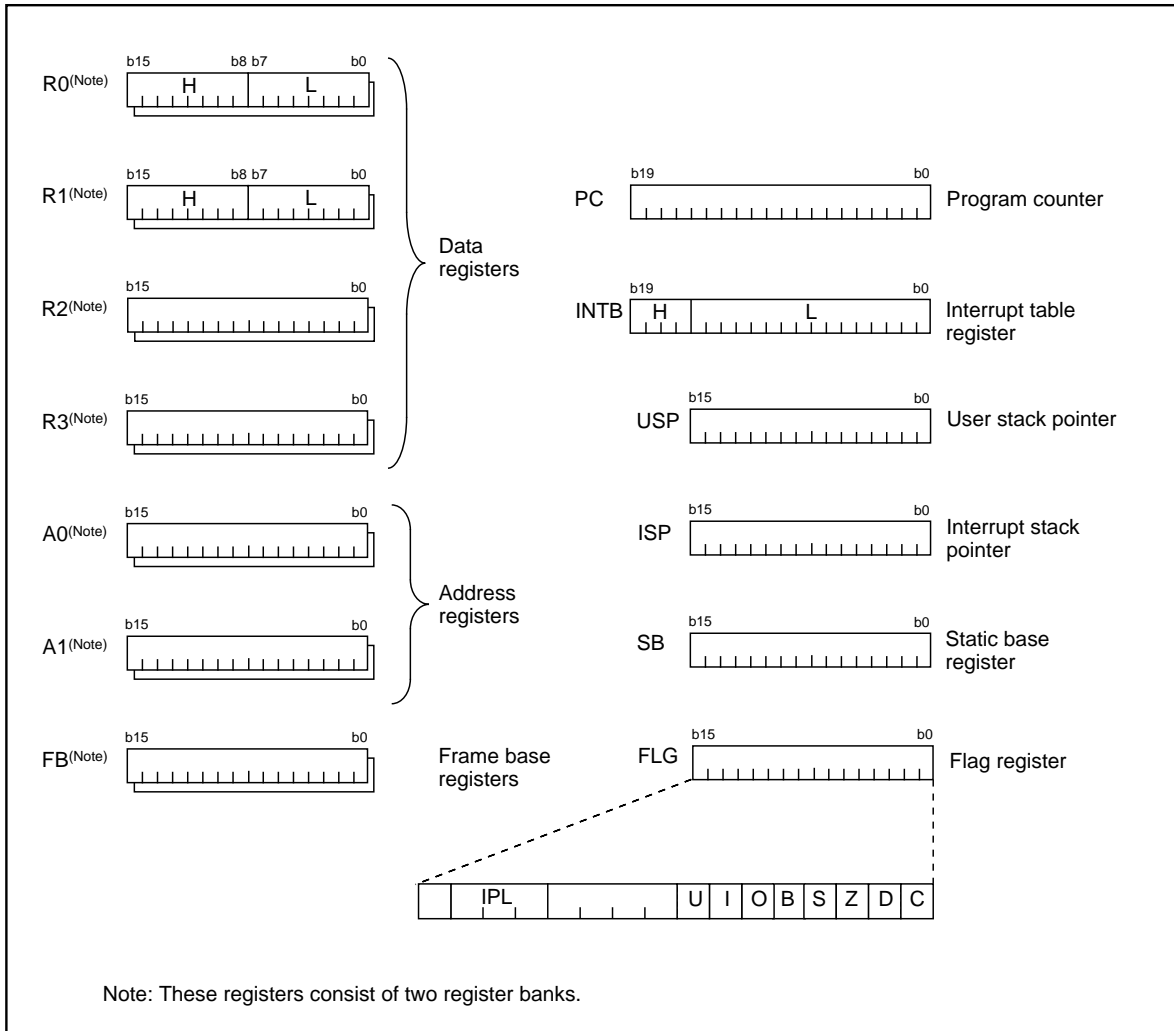 b15 b8 b7 b0
R0(Note) H L
b15 b8 b7 b0
R1(Note) H L
b15 b0
R2(Note)
b15 b0
R3(Note)
Data
registers
b15 b0
A0(Note)
b15 b0
A1(Note)
Address
registers
b15 b0
FB(Note)
Frame base
registers
b19 b0
PC Program counter
b19 b0
INTB H L Interrupt table
register
b15 b0
USP User stack pointer
b15 b0
ISP Interrupt stack
pointer
b15 b0
SB Static base
register
b15 b0
FLG Flag register
IPL U I O B S Z D C
Note: These registers consist of two register banks.